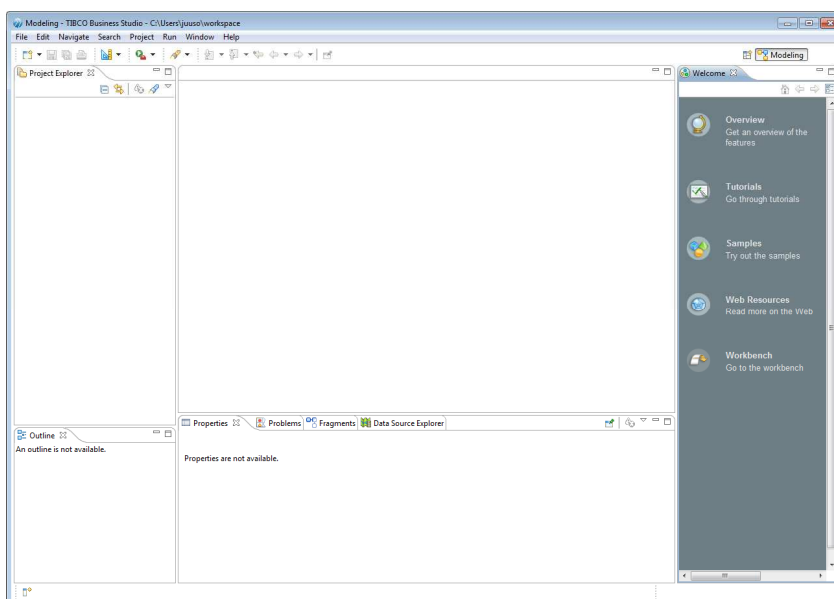 Modeling - TIBCO Business Studio - C:\Users\juuso\workspace
File Edit Navigate Search Project Run Window Help
Modeling
Project Explorer
Welcome
Overview
Get an overview of the
features
Tutorials
Go through tutorials
Samples
Try out the samples
Web Resources
Read more on the Web
Workbench
Go to the workbench
Properties Problems Fragments Data Source Explorer
Outline
An outline is not available.
Properties are not available.